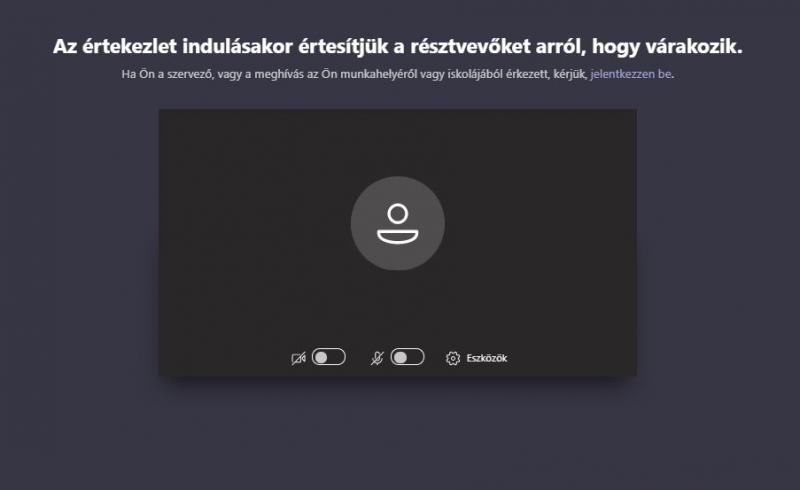 Az értekezlet indulásakor értesítjük a résztvevőket arról, hogy várakozik.
Ha Ön a szervező, vagy a meghívás az Ön munkahelyéről vagy iskolájából érkezett, kérjük, jelentkezzen be.
Eszközök